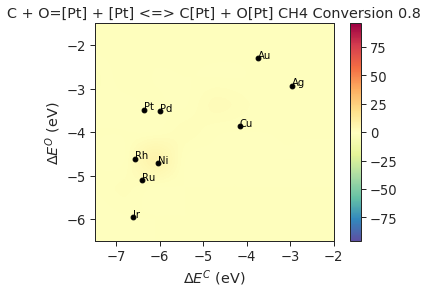 C + O=[Pt] + [Pt] <=> C[Pt] + O[Pt] CH4 Conversion 0.8
−2
−3
−4
−5
−6
ΔE^O (eV)
Au
Ag
Pt
Pd
Cu
Rh
Ni
Ru
Ir
−7
−6
−5
−4
−3
−2
ΔE^C (eV)
75
50
25
0
−25
−50
−75